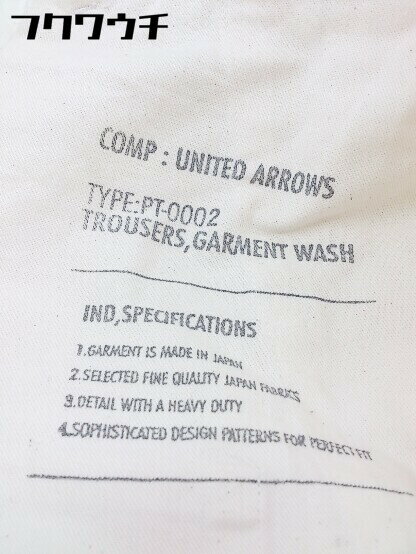 フクワウチ
COMP : UNITED ARROWS
TYPE:PT-0002
TROUSERS,GARMENT WASH
IND,SPECIFICATIONS
1.GARMENT IS MADE IN JAPAN
2.SELECTED FINE QUALITY JAPAN FABRICS
3.DETAIL WITH A HEAVY DUTY
4.SOPHISTICATED DESIGN PATTERNS FOR PERFECT FIT